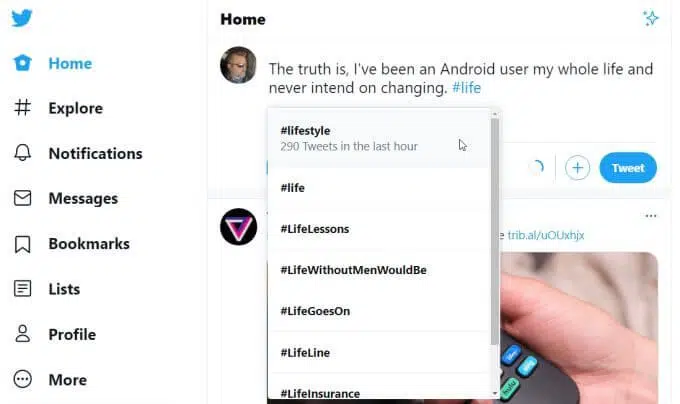 Home
Home
Explore
Notifications
Messages
Bookmarks
Lists
Profile
More
The truth is, I've been an Android user my whole life and
never intend on changing. #life
#lifestyle
290 Tweets in the last hour
#life
#LifeLessons
#LifeWithoutMenWouldBe
#LifeGoesOn
#LifeLine
#LifeInsurance
Tweet
trib.al/uOUxhjx
hulu